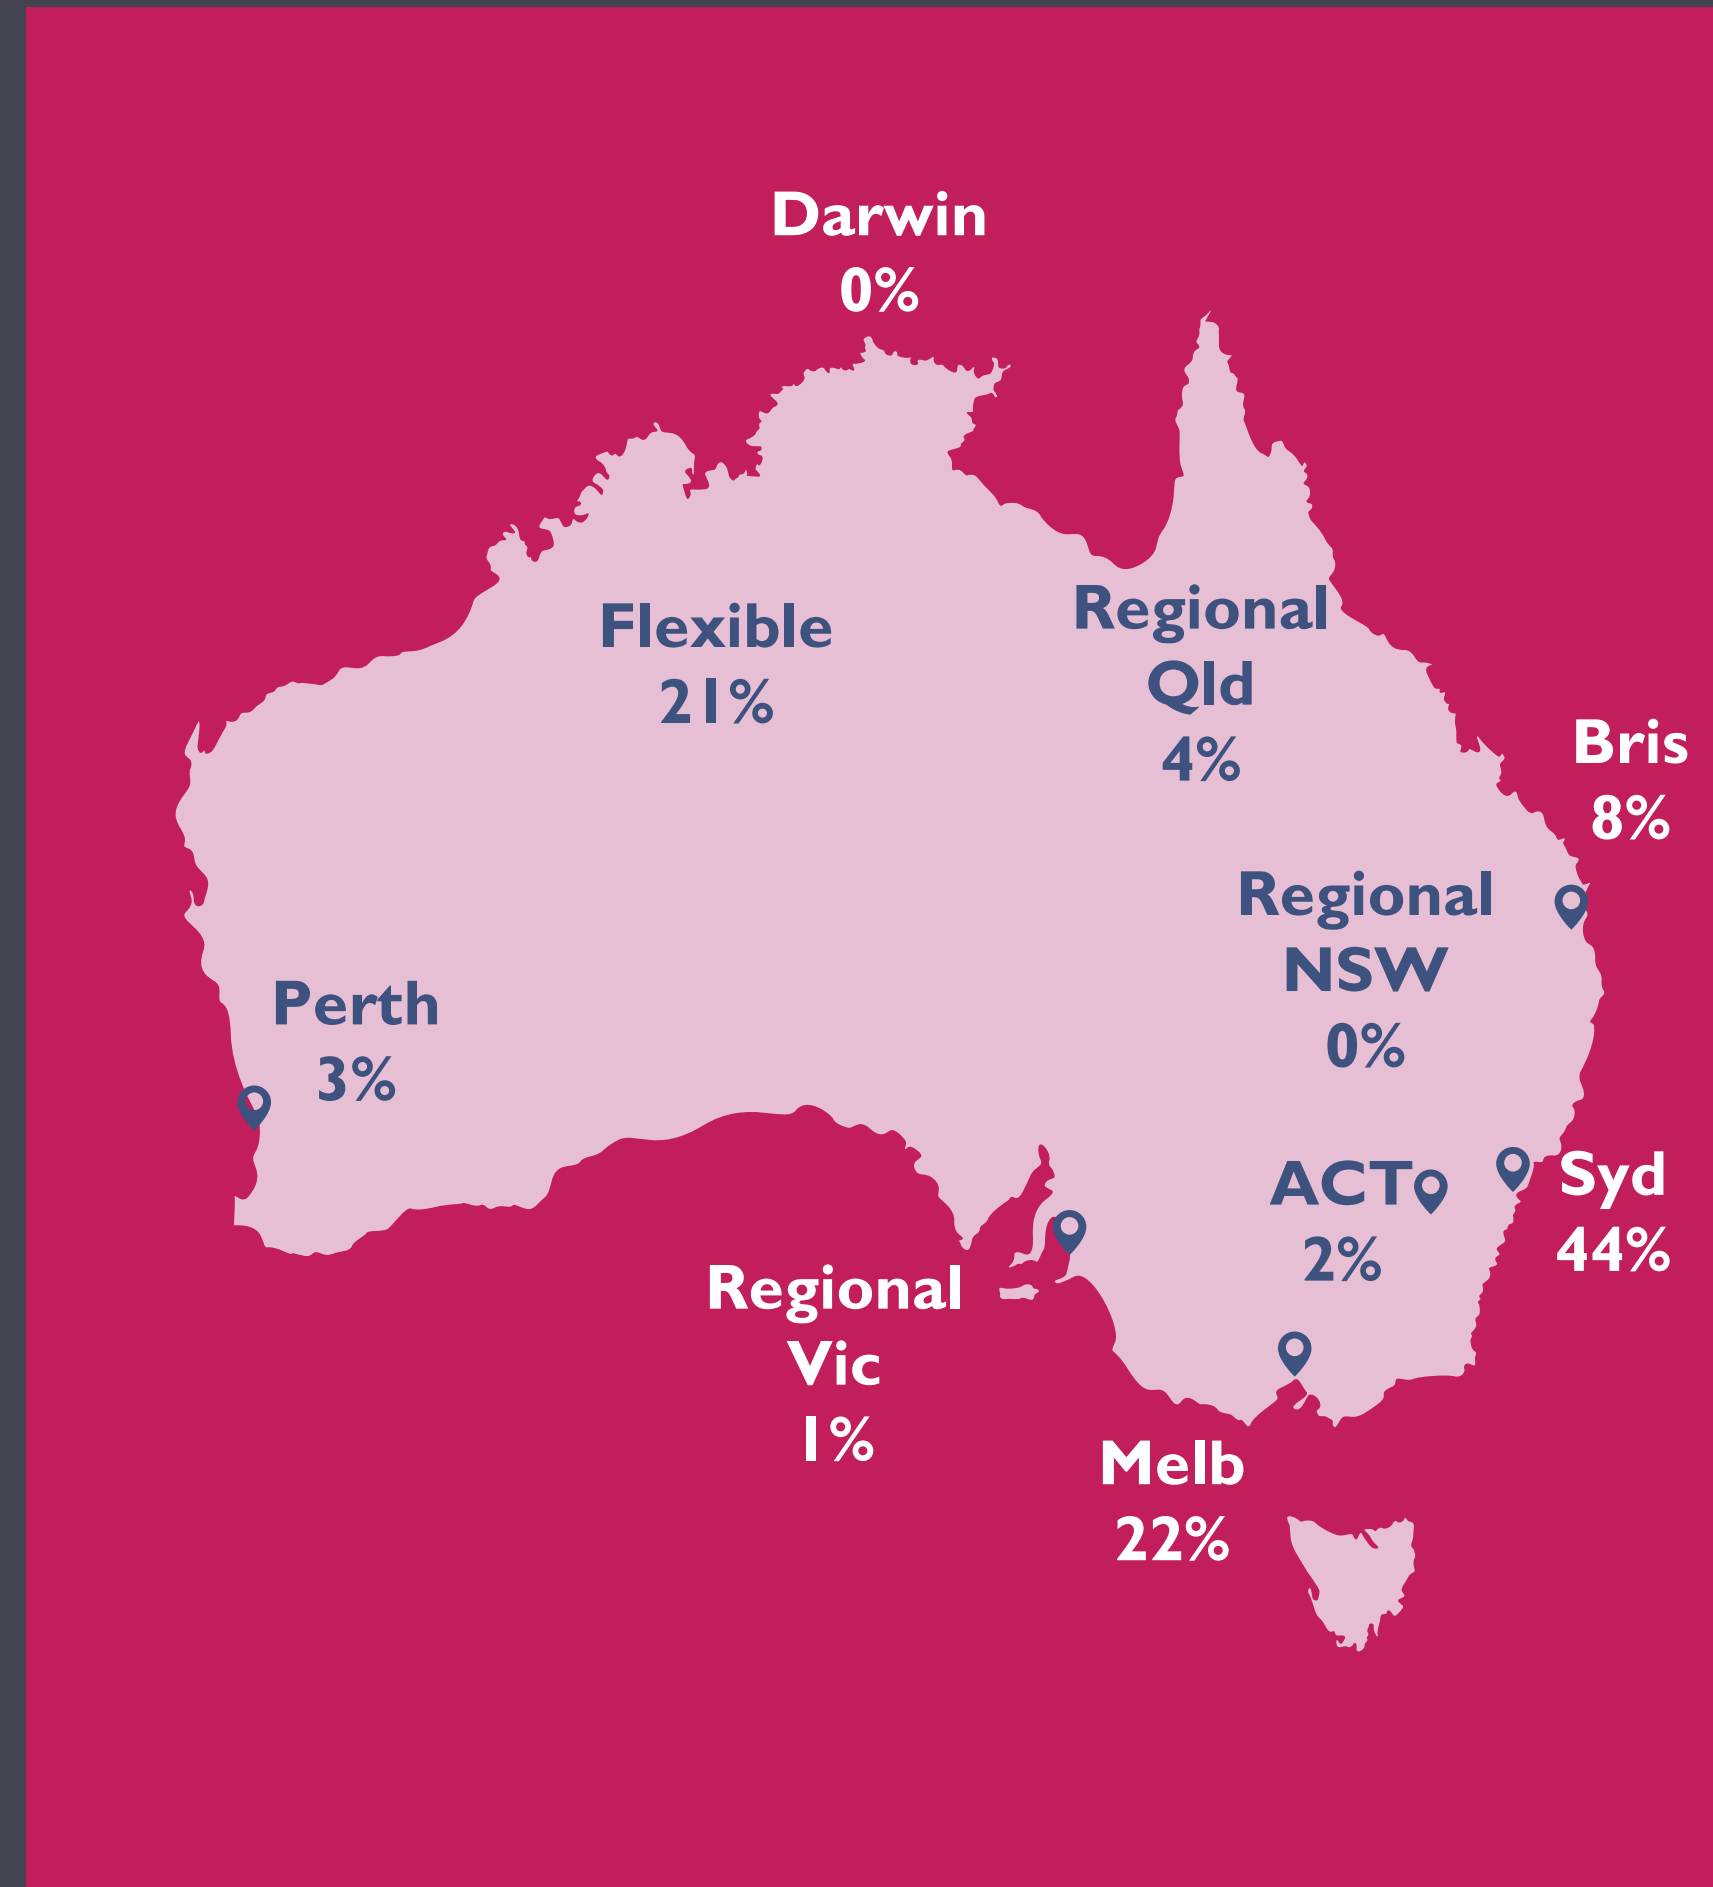 Darwin
0%
Flexible
21%
Regional
Qld
4%
Bris
8%
Regional
NSW
0%
Perth
3%
ACT
2%
Syd
44%
Regional
Vic
1%
Melb
22%